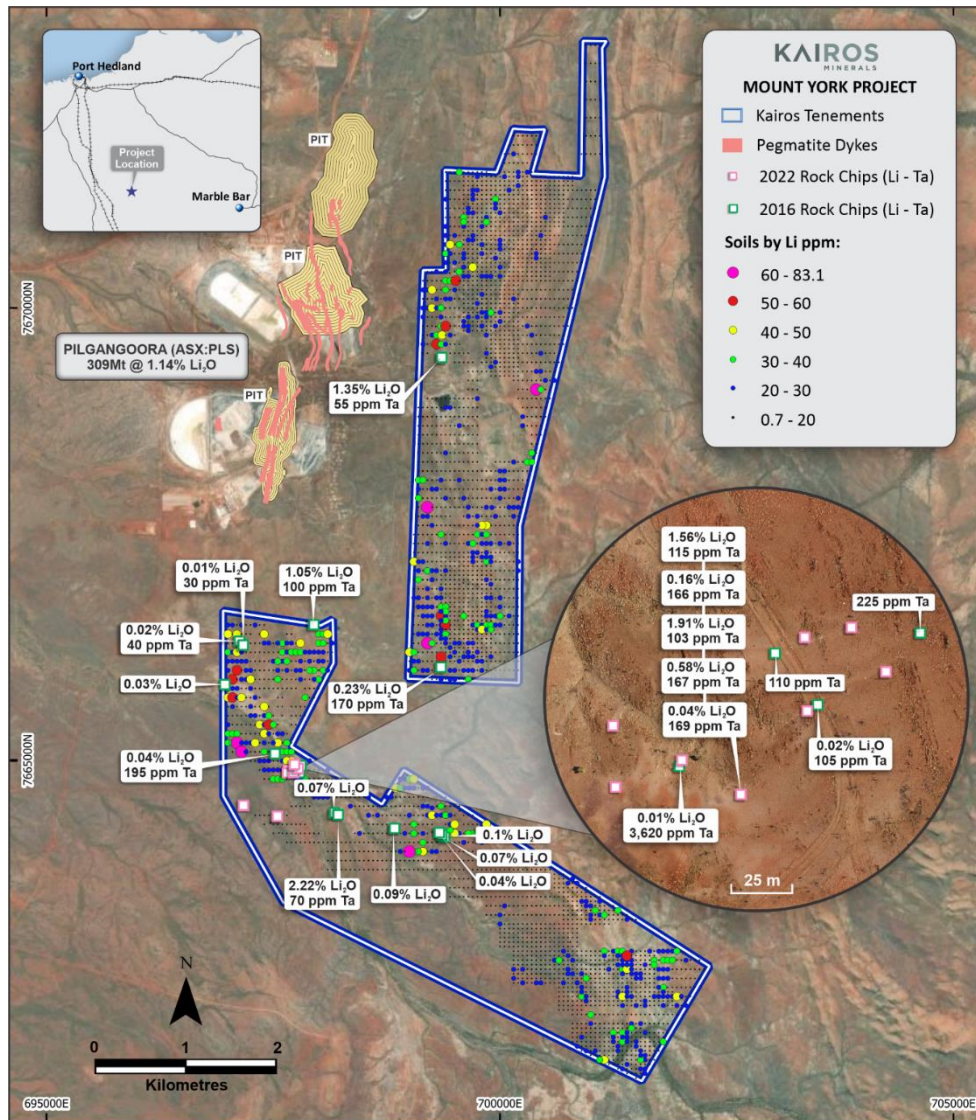 Port Hedland
Project
Location
Marble Bar
PIT
PIT
PIT
PILGANGOORA (ASX:PLS)
309Mt @ 1.14% Li₂O
KAIROS
MINERALS
MOUNT YORK PROJECT
Kairos Tenements
Pegmatite Dykes
2022 Rock Chips (Li - Ta)
2016 Rock Chips (Li - Ta)
Soils by Li ppm:
60 - 83.1
50 - 60
40 - 50
30 - 40
20 - 30
0.7 - 20
7670000N
7665000N
1.35% Li₂O
55 ppm Ta
0.01% Li₂O
30 ppm Ta
1.05% Li₂O
100 ppm Ta
0.02% Li₂O
40 ppm Ta
0.03% Li₂O
0.23% Li₂O
170 ppm Ta
0.04% Li₂O
195 ppm Ta
0.07% Li₂O
2.22% Li₂O
70 ppm Ta
0.09% Li₂O
0.1% Li₂O
0.07% Li₂O
0.04% Li₂O
1.56% Li₂O
115 ppm Ta
0.16% Li₂O
166 ppm Ta
1.91% Li₂O
103 ppm Ta
0.58% Li₂O
167 ppm Ta
0.04% Li₂O
169 ppm Ta
225 ppm Ta
110 ppm Ta
0.02% Li₂O
105 ppm Ta
0.01% Li₂O
3,620 ppm Ta
25 m
N
0 1 2
Kilometres
695000E
700000E
705000E